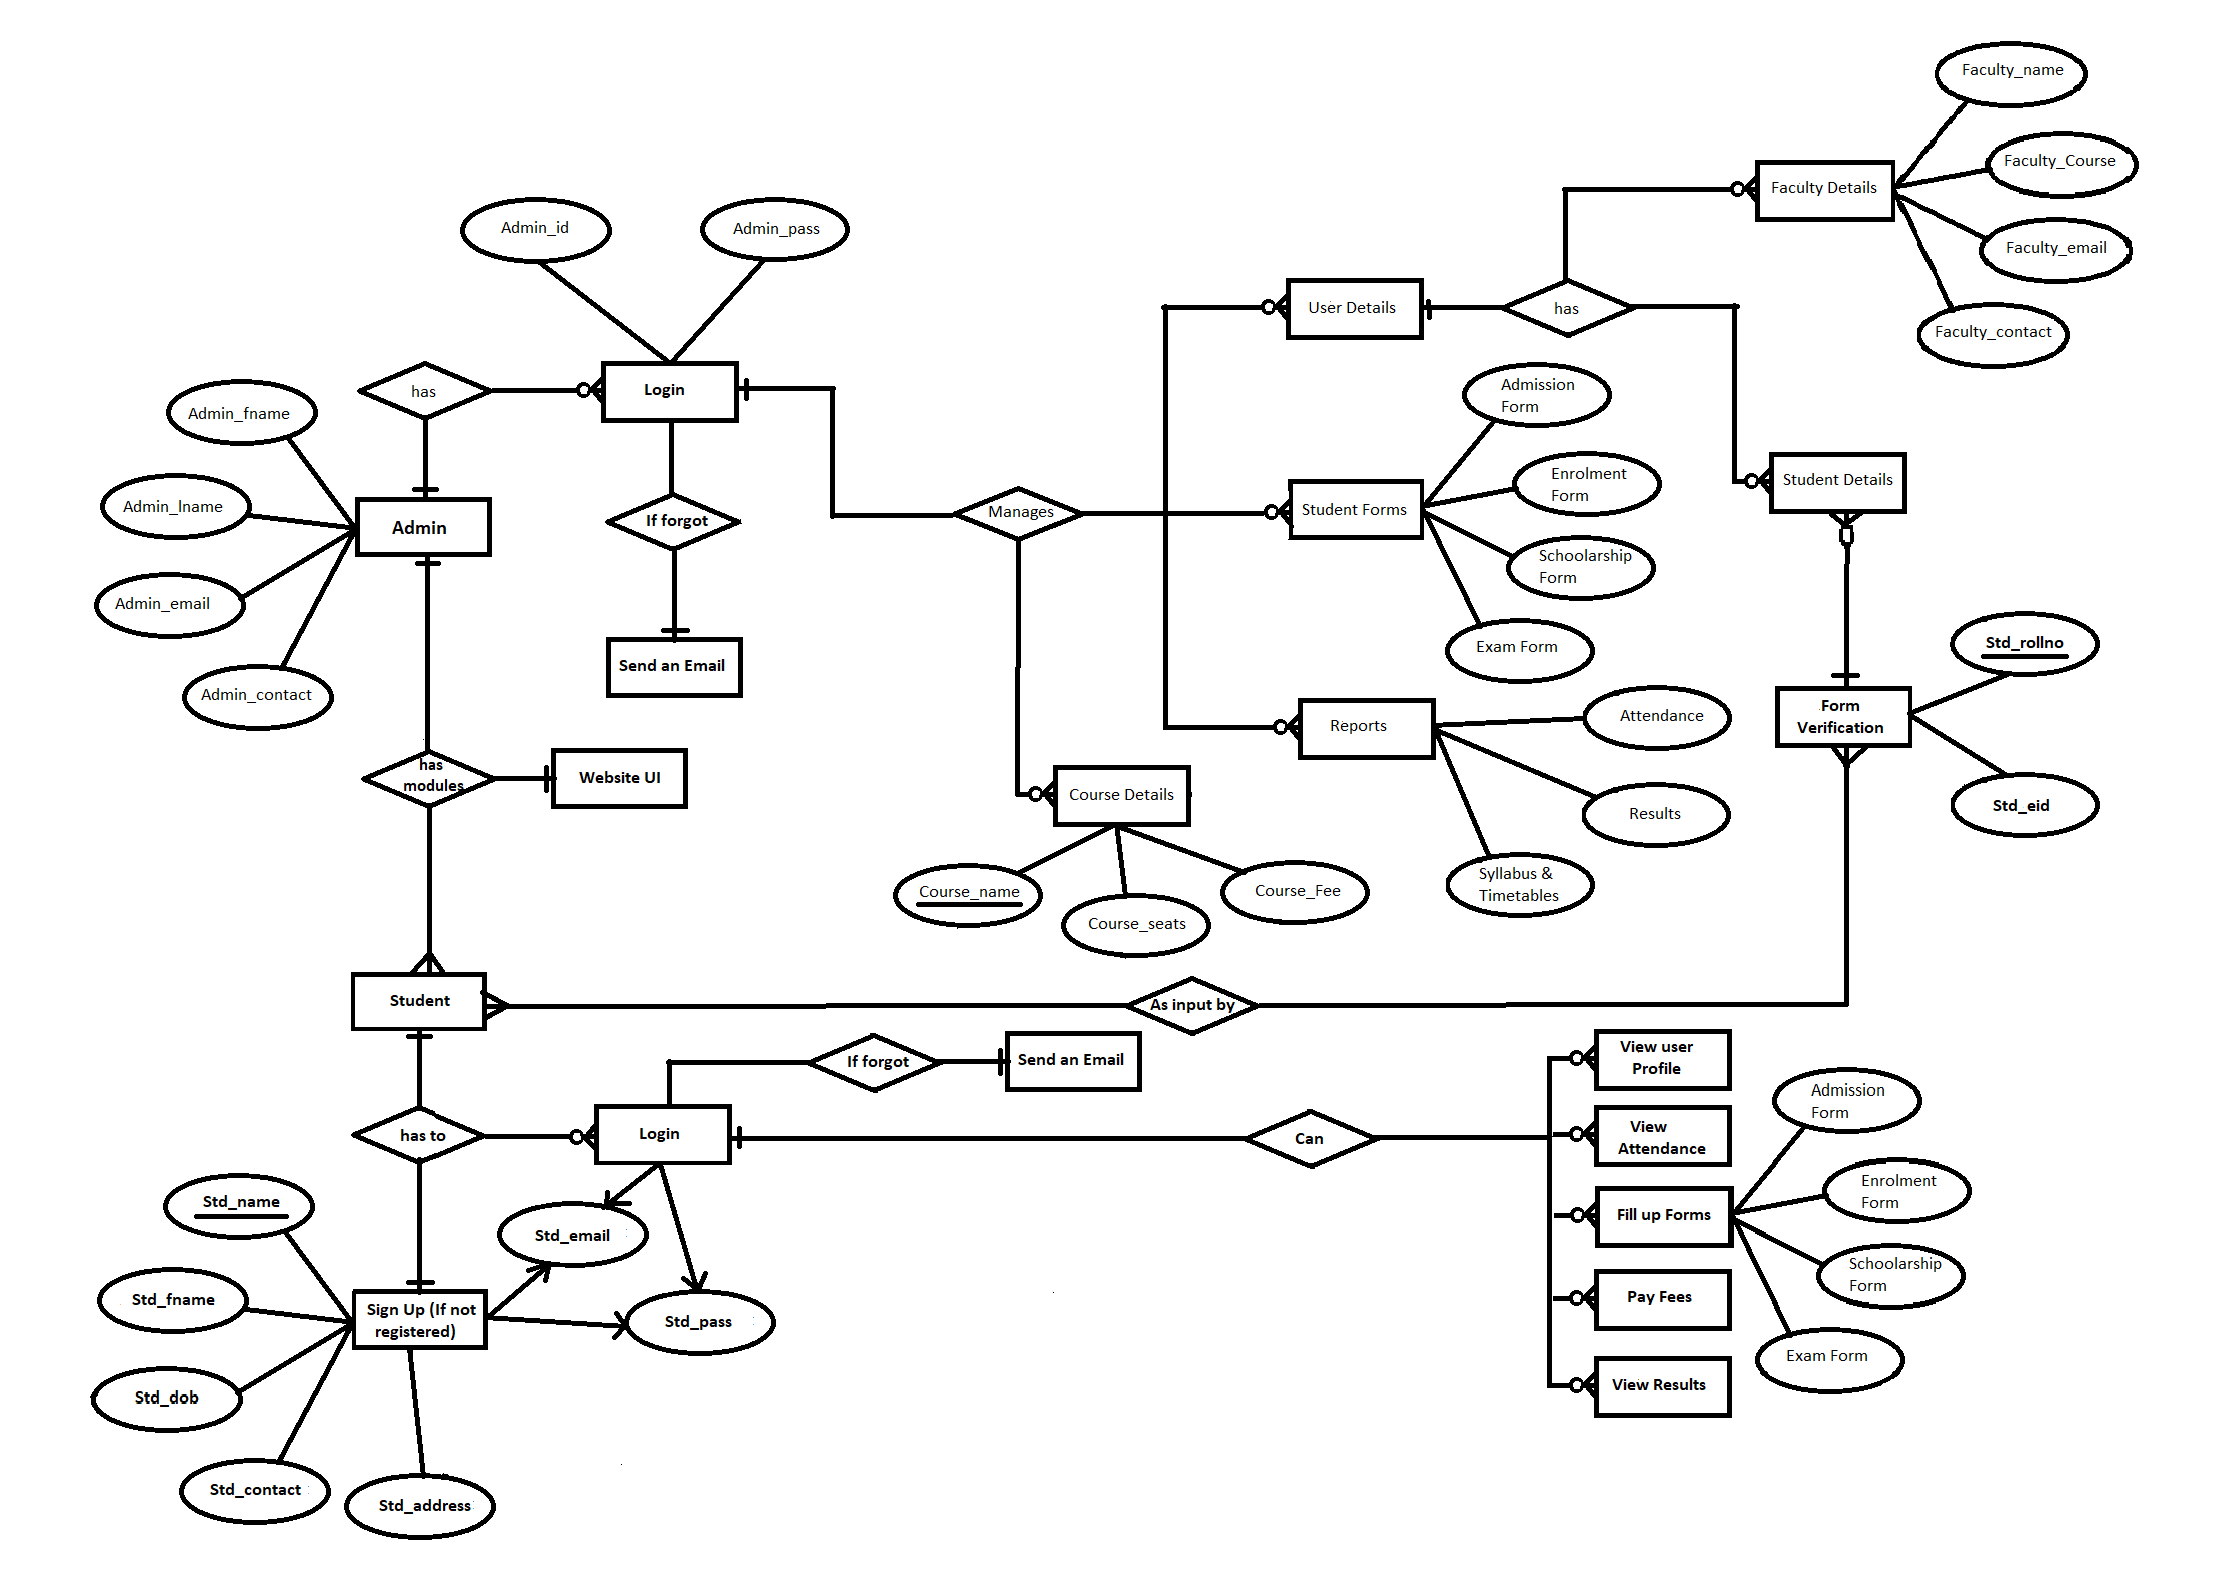 Faculty_name
Faculty_Course
Faculty Details
Faculty_email
Faculty_contact
Admin_id
Admin_pass
User Details
has
has
Login
Admission
Form
Admin_fname
Enrolment
Form
Student Details
Admin_lname
Admin
If forgot
Manages
Student Forms
Schoolarship
Form
Admin_email
Exam Form
Std_rollno
Send an Email
Admin_contact
Attendance
Reports
Form
Verification
has
modules
Website UI
Course Details
Results
Std_eid
Syllabus &
Timetables
Course_name
Course_seats
Course_Fee
Student
As input by
If forgot
Send an Email
View user
Profile
Admission
Form
has to
Login
Can
View
Attendance
Std_name
Std_email
Fill up Forms
Enrolment
Form
Schoolarship
Form
Std_fname
Sign Up (If not
registered)
Std_pass
Pay Fees
Exam Form
Std_dob
View Results
Std_contact
Std_address